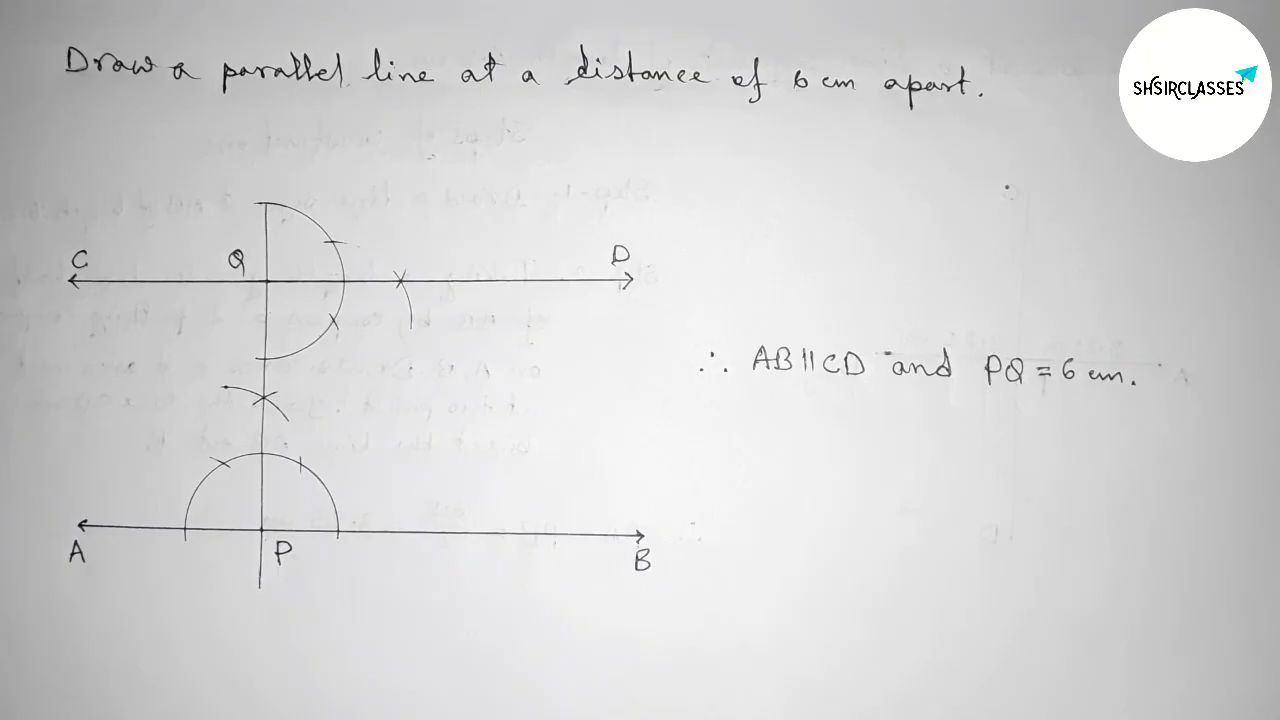 Draw a parallel line at a distance of 6 cm apart.
SHSIRCLASSES
C Q D
∴ AB||CD and PQ = 6 cm.
A P B